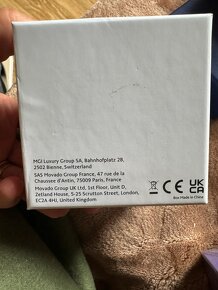 MGI Luxury Group SA, Bahnhofplatz 2B,
2502 Bienne, Switzerland
SAS Movado Group France, 47 rue de la
Chaussee d'Antin, 75009 Paris, France
Movado Group UK Ltd, 1st Floor, Unit D,
Zetland House, 5-25 Scrutton Street, London,
EC2A 4HJ, United Kingdom
CE UK
CA
Box Made in China